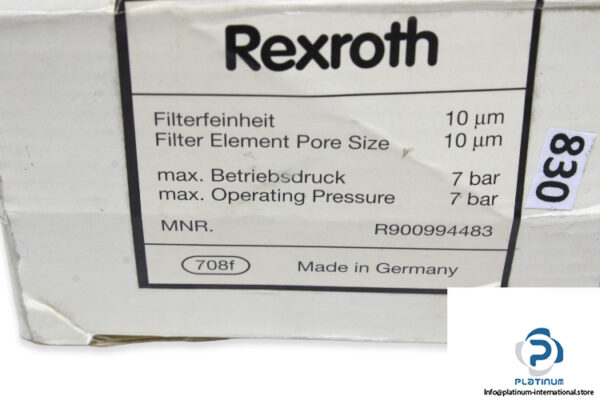 Rexroth
Filterfeinheit 10 µm
Filter Element Pore Size 10 µm
max. Betriebsdruck 7 bar
max. Operating Pressure 7 bar
MNR. R900994483
708f Made in Germany
830
PLATINUM
Info@platinum-international.store